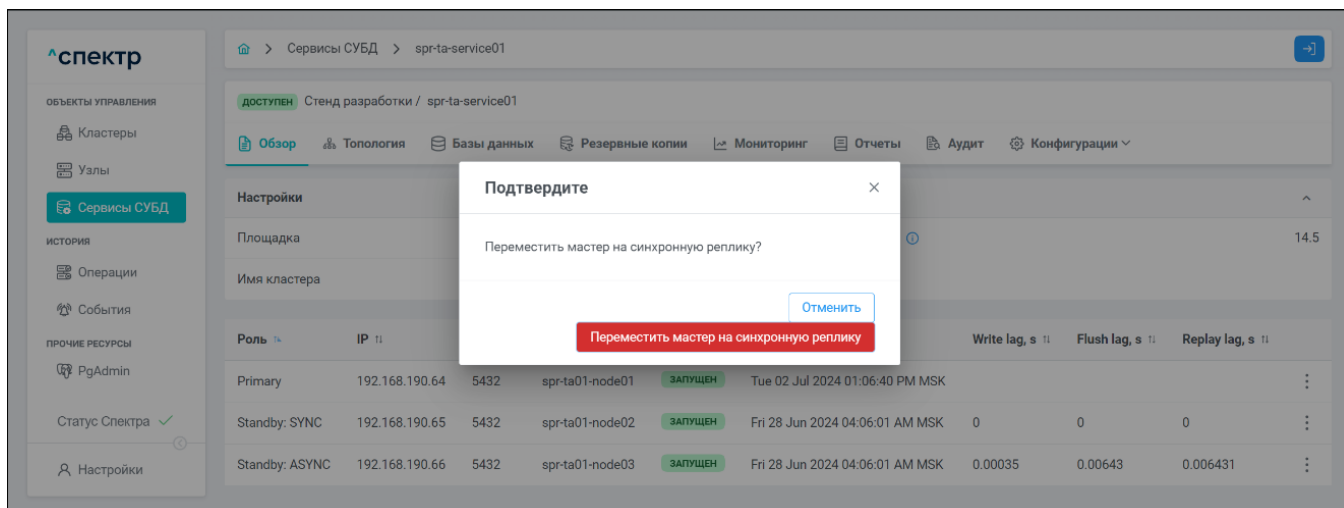 ^спектр
ОБЪЕКТЫ УПРАВЛЕНИЯ
Кластеры
Узлы
Сервисы СУБД
ИСТОРИЯ
Операции
События
ПРОЧИЕ РЕСУРСЫ
PgAdmin
Статус Спектра
Настройки
> Сервисы СУБД > spr-ta-service01
ДОСТУПЕН Стенд разработки / spr-ta-service01
Обзор Топология Базы данных Резервные копии Мониторинг Отчеты Аудит Конфигурации
Настройки
Площадка 14.5
Имя кластера
Подтвердите
Переместить мастер на синхронную реплику?
Отменить
Переместить мастер на синхронную реплику
Роль IP Write lag, s Flush lag, s Replay lag, s
Primary 192.168.190.64 5432 spr-ta01-node01 ЗАПУЩЕН Tue 02 Jul 2024 01:06:40 PM MSK
Standby: SYNC 192.168.190.65 5432 spr-ta01-node02 ЗАПУЩЕН Fri 28 Jun 2024 04:06:01 AM MSK 0 0 0
Standby: ASYNC 192.168.190.66 5432 spr-ta01-node03 ЗАПУЩЕН Fri 28 Jun 2024 04:06:01 AM MSK 0.00035 0.00643 0.006431